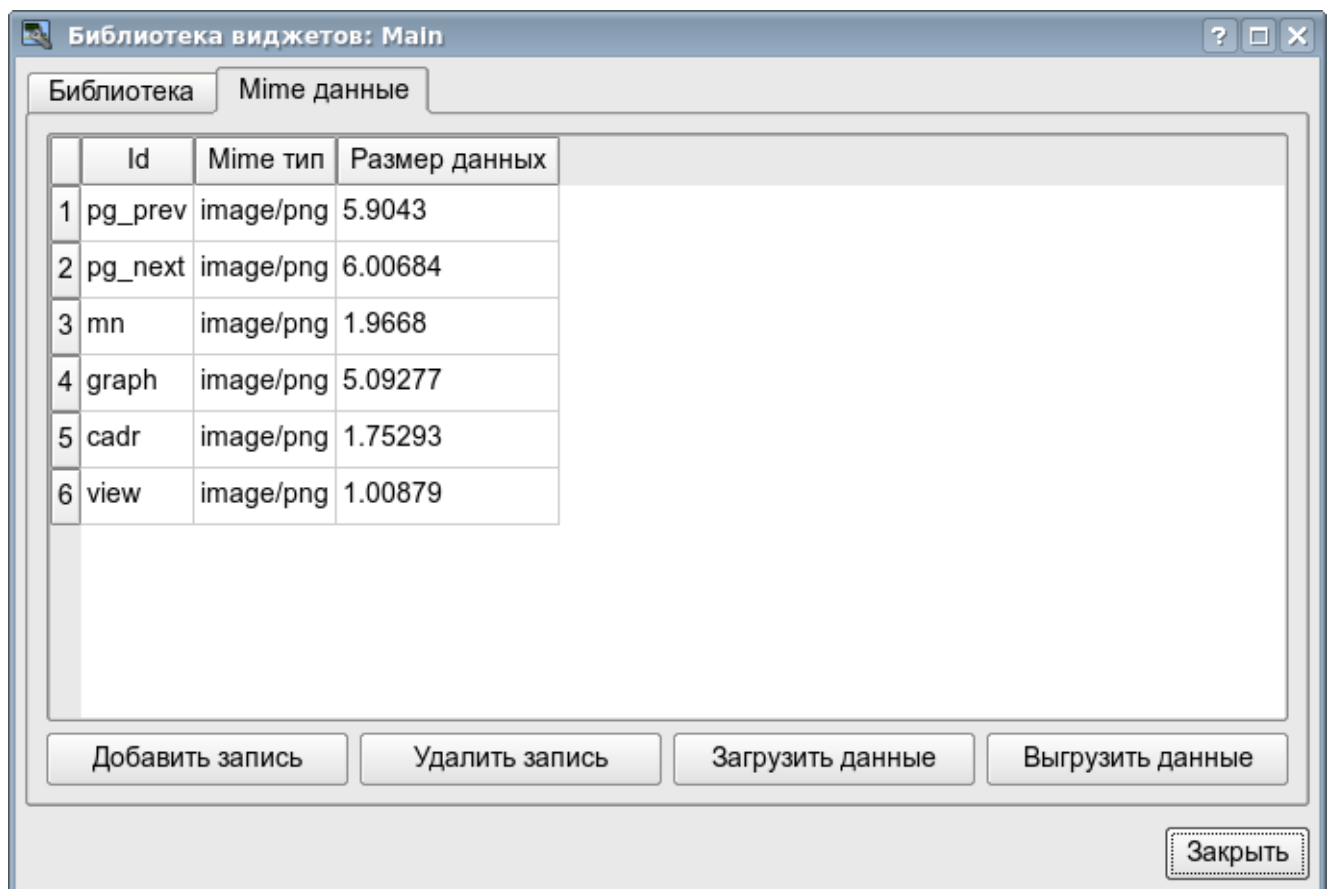 Библиотека виджетов: Main
Библиотека Mime данные
Id Mime тип Размер данных
1 pg_prev image/png 5.9043
2 pg_next image/png 6.00684
3 mn image/png 1.9668
4 graph image/png 5.09277
5 cadr image/png 1.75293
6 view image/png 1.00879
Добавить запись Удалить запись Загрузить данные Выгрузить данные
Закрыть